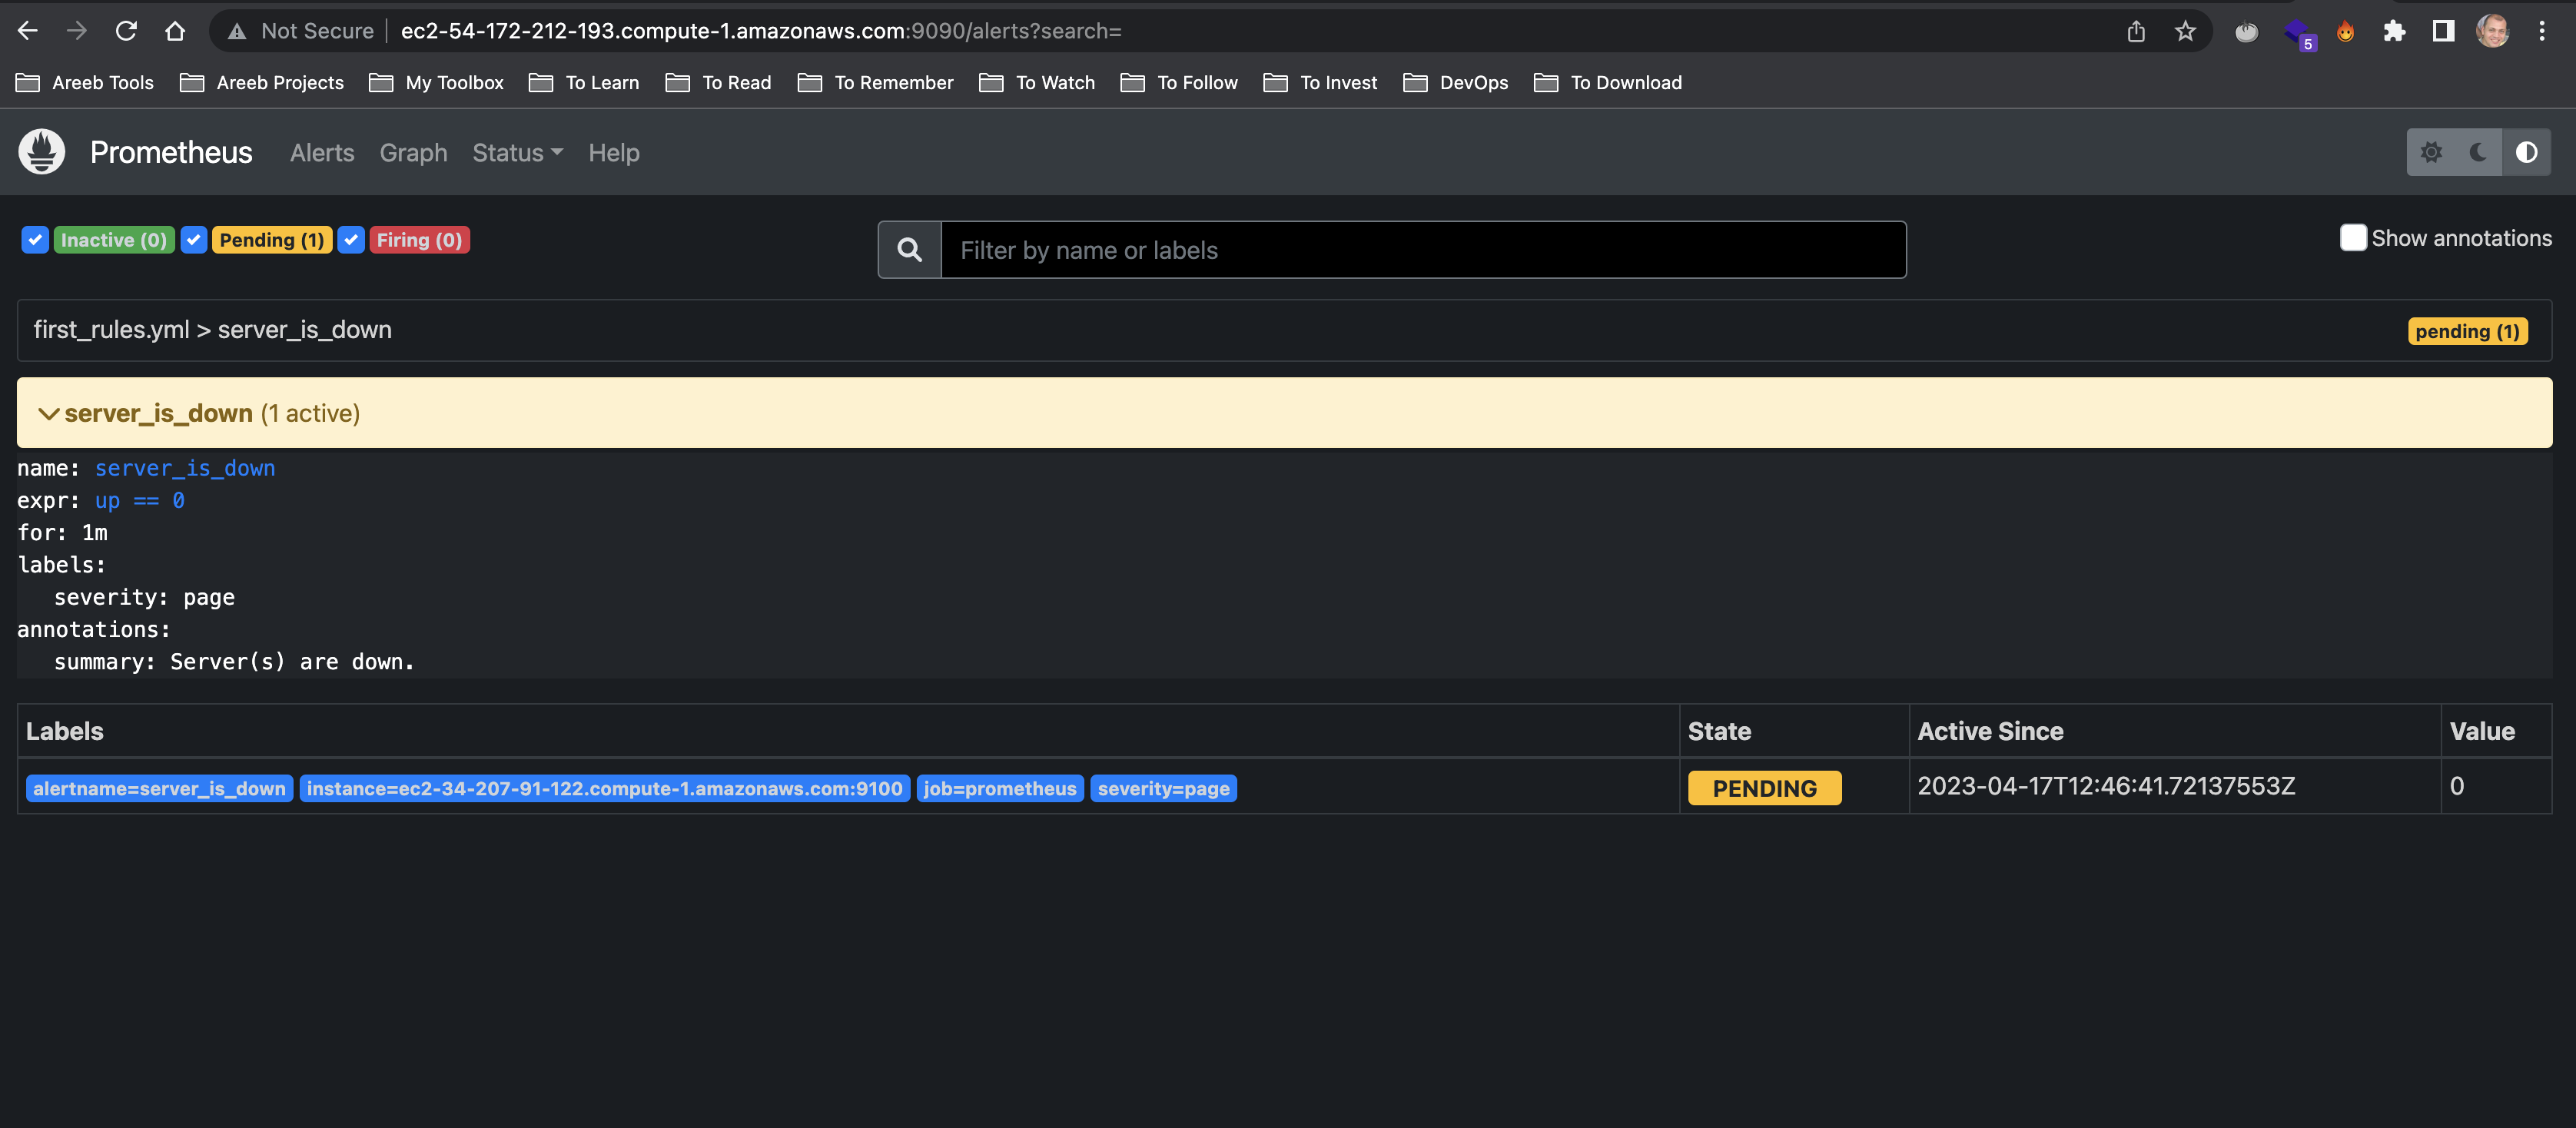 Not Secure ec2-54-172-212-193.compute-1.amazonaws.com:9090/alerts?search= 5
Areeb Tools Areeb Projects My Toolbox To Learn To Read To Remember To Watch To Follow To Invest DevOps To Download
Prometheus Alerts Graph Status Help
Inactive (0) Pending (1) Firing (0) Filter by name or labels Show annotations
first_rules.yml > server_is_down pending (1)
server_is_down (1 active)
name: server_is_down
expr: up == 0
for: 1m
labels:
severity: page
annotations:
summary: Server(s) are down.
Labels State Active Since Value
alertname=server_is_down instance=ec2-34-207-91-122.compute-1.amazonaws.com:9100 job=prometheus severity=page PENDING 2023-04-17T12:46:41.72137553Z 0